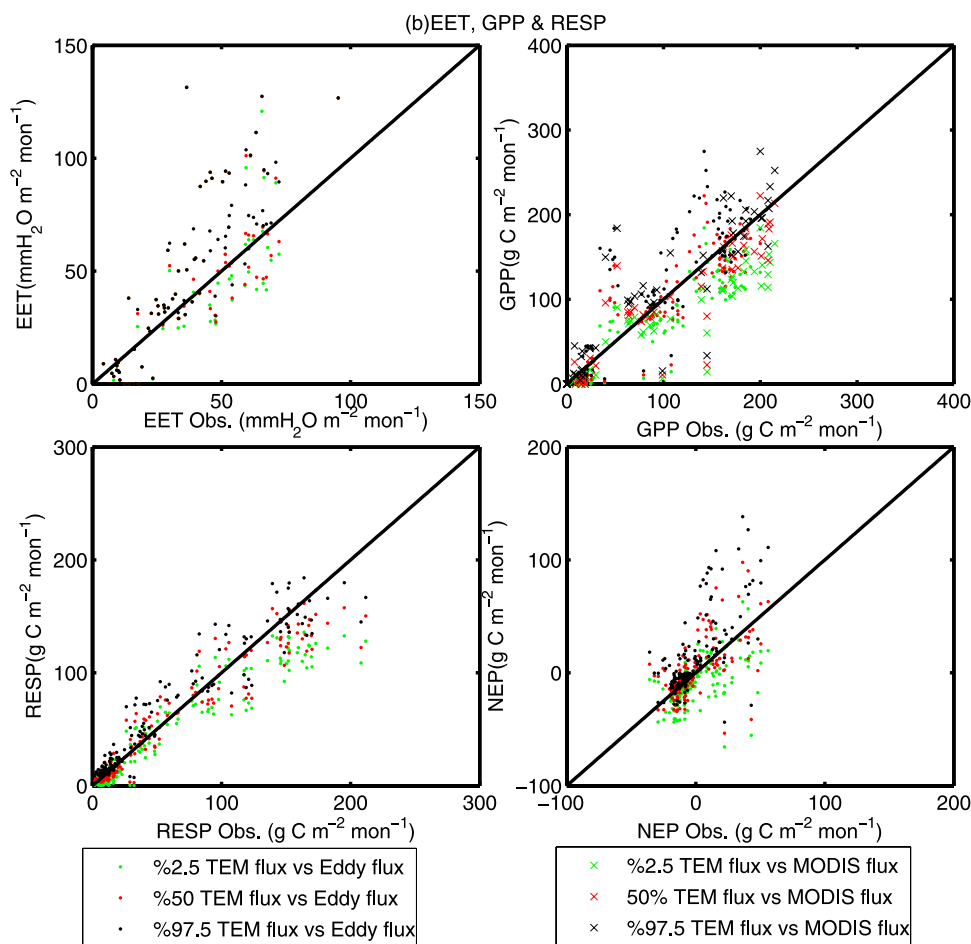 (b)EET, GPP & RESP
150
100
50
0
EET(mmH₂O m⁻² mon⁻¹)
0 50 100 150
EET Obs. (mmH₂O m⁻² mon⁻¹)
400
300
200
100
0
GPP(g C m⁻² mon⁻¹)
0 100 200 300 400
GPP Obs. (g C m⁻² mon⁻¹)
300
200
100
0
RESP(g C m⁻² mon⁻¹)
0 100 200 300
RESP Obs. (g C m⁻² mon⁻¹)
200
100
0
−100
NEP(g C m⁻² mon⁻¹)
−100 0 100 200
NEP Obs. (g C m⁻² mon⁻¹)
%2.5 TEM flux vs Eddy flux
%50 TEM flux vs Eddy flux
%97.5 TEM flux vs Eddy flux
%2.5 TEM flux vs MODIS flux
50% TEM flux vs MODIS flux
%97.5 TEM flux vs MODIS flux